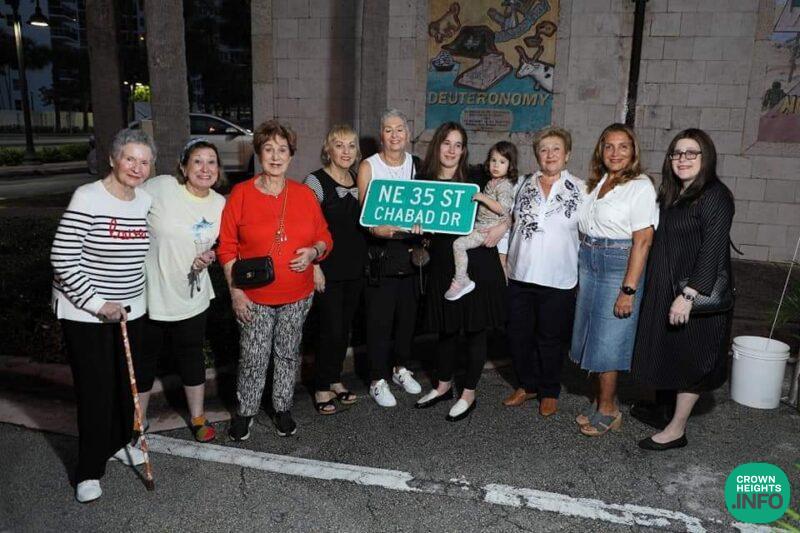 DEUTERONOMY
NE 35 ST
CHABAD DR
CROWN
HEIGHTS
.INFO